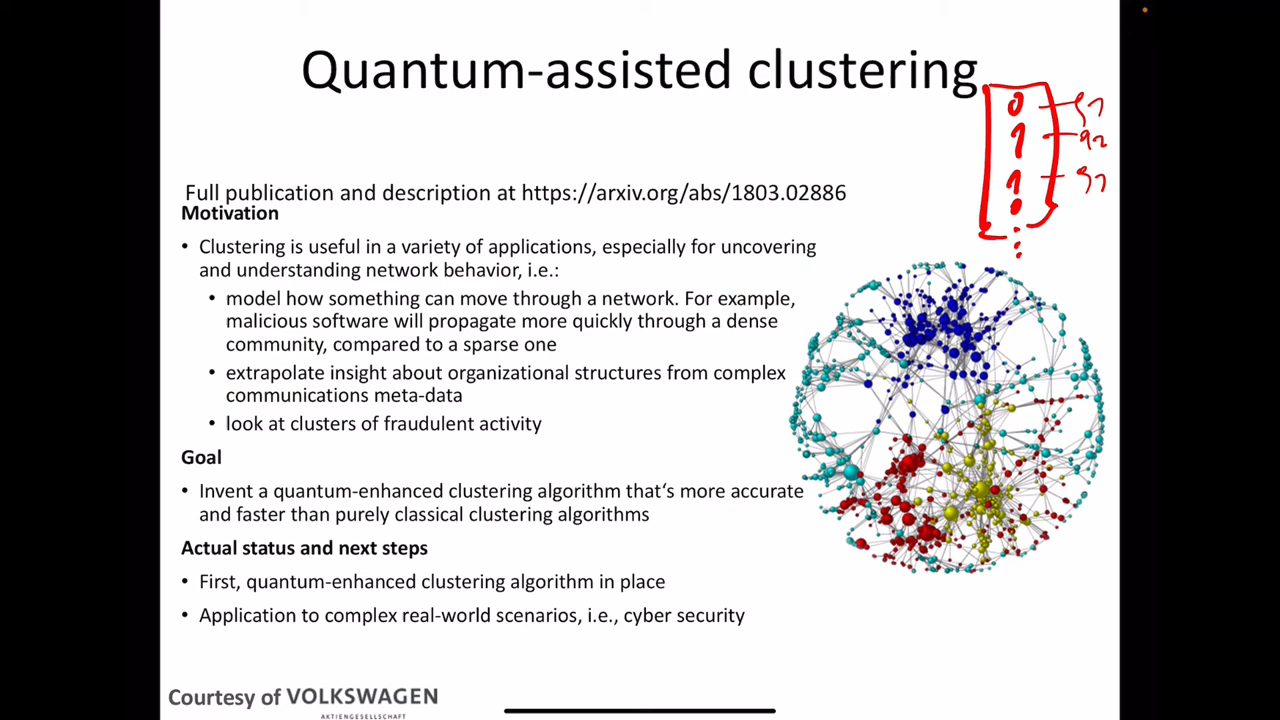 Quantum-assisted clustering
0
1
1
0
Full publication and description at https://arxiv.org/abs/1803.02886
Motivation
• Clustering is useful in a variety of applications, especially for uncovering
and understanding network behavior, i.e.:
• model how something can move through a network. For example,
malicious software will propagate more quickly through a dense
community, compared to a sparse one
• extrapolate insight about organizational structures from complex
communications meta-data
• look at clusters of fraudulent activity
Goal
• Invent a quantum-enhanced clustering algorithm that‘s more accurate
and faster than purely classical clustering algorithms
Actual status and next steps
• First, quantum-enhanced clustering algorithm in place
• Application to complex real-world scenarios, i.e., cyber security
Courtesy of VOLKSWAGEN
AKTIENGESELLSCHAFT